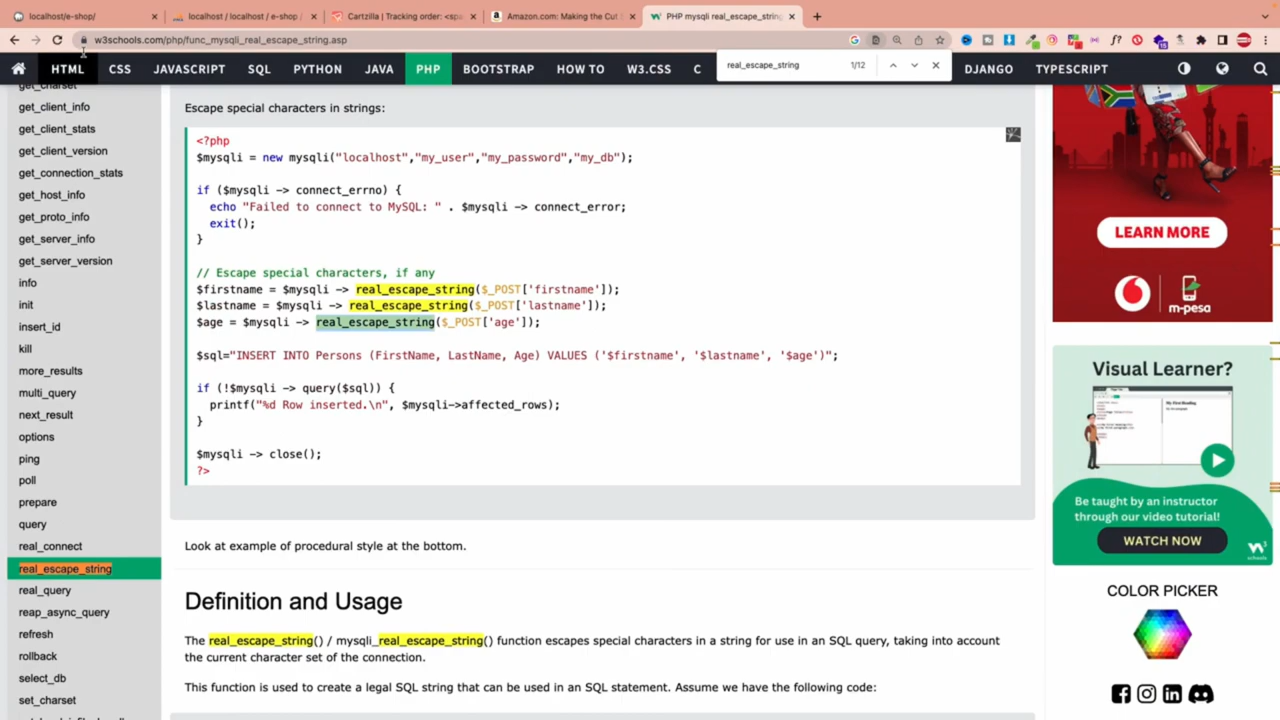 localhost/e-shop/
localhost / localhost / e-shop /
Cartzilla | Tracking order: <spa
Amazon.com: Making the Cut
PHP mysqli real_escape_string
w3schools.com/php/func_mysqli_real_escape_string.asp
real_escape_string 1/12
HTML CSS JAVASCRIPT SQL PYTHON JAVA PHP BOOTSTRAP HOW TO W3.CSS C DJANGO TYPESCRIPT
get_charset
get_client_info
get_client_stats
get_client_version
get_connection_stats
get_host_info
get_proto_info
get_server_info
get_server_version
info
init
insert_id
kill
more_results
multi_query
next_result
options
ping
poll
prepare
query
real_connect
real_escape_string
real_query
reap_async_query
refresh
rollback
select_db
set_charset
Escape special characters in strings:
<?php
$mysqli = new mysqli("localhost","my_user","my_password","my_db");
if ($mysqli -> connect_errno) {
echo "Failed to connect to MySQL: " . $mysqli -> connect_error;
exit();
}
// Escape special characters, if any
$firstname = $mysqli -> real_escape_string($_POST['firstname']);
$lastname = $mysqli -> real_escape_string($_POST['lastname']);
$age = $mysqli -> real_escape_string($_POST['age']);
$sql="INSERT INTO Persons (FirstName, LastName, Age) VALUES ('$firstname', '$lastname', '$age')";
if (!$mysqli -> query($sql)) {
printf("%d Row inserted.\n", $mysqli->affected_rows);
}
$mysqli -> close();
?>
Look at example of procedural style at the bottom.
Definition and Usage
The real_escape_string() / mysqli_real_escape_string() function escapes special characters in a string for use in an SQL query, taking into account
the current character set of the connection.
This function is used to create a legal SQL string that can be used in an SQL statement. Assume we have the following code:
LEARN MORE
vodacom
m-pesa
Visual Learner?
Be taught by an instructor
through our video tutorial!
WATCH NOW
schools
COLOR PICKER